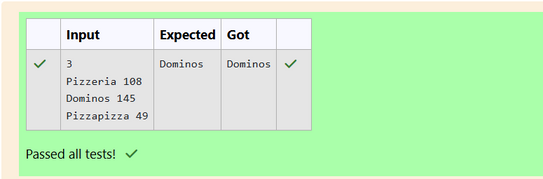 Input Expected Got
3 Dominos Dominos
Pizzeria 108
Dominos 145
Pizzapizza 49
Passed all tests!